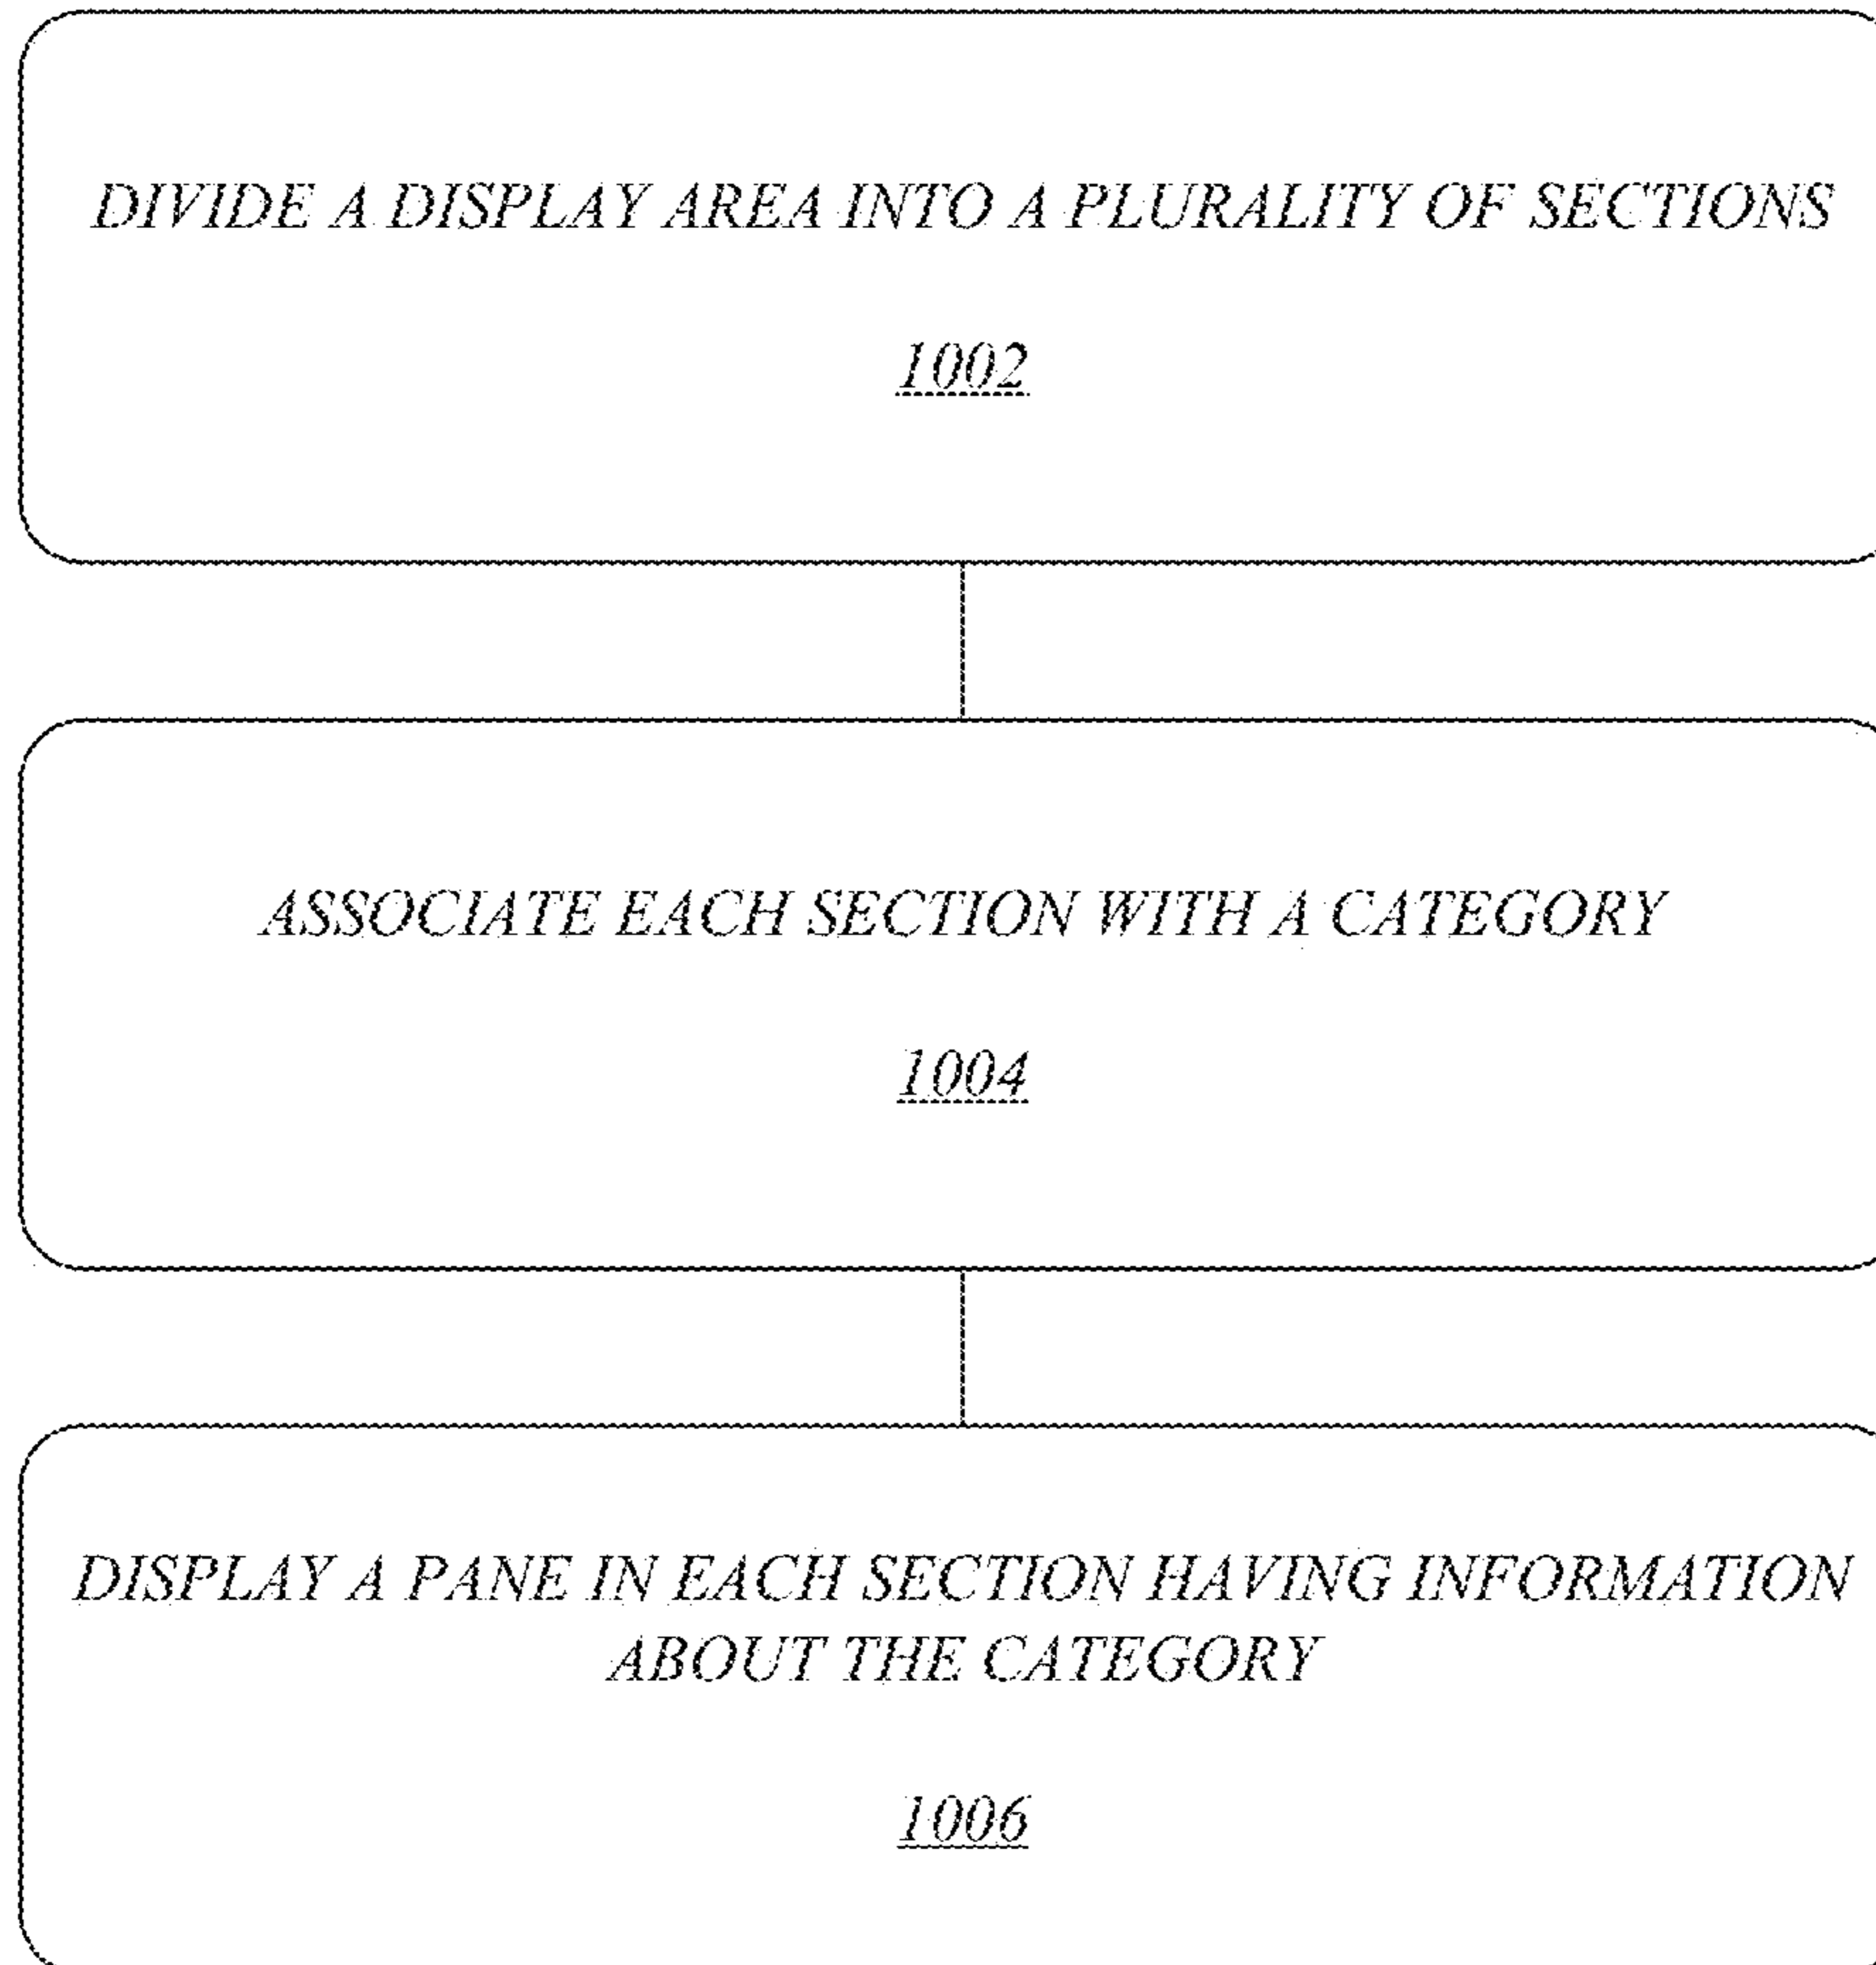 DIVIDE A DISPLAY AREA INTO A PLURALITY OF SECTIONS
1002
ASSOCIATE EACH SECTION WITH A CATEGORY
1004
DISPLAY A PANE IN EACH SECTION HAVING INFORMATION
ABOUT THE CATEGORY
1006